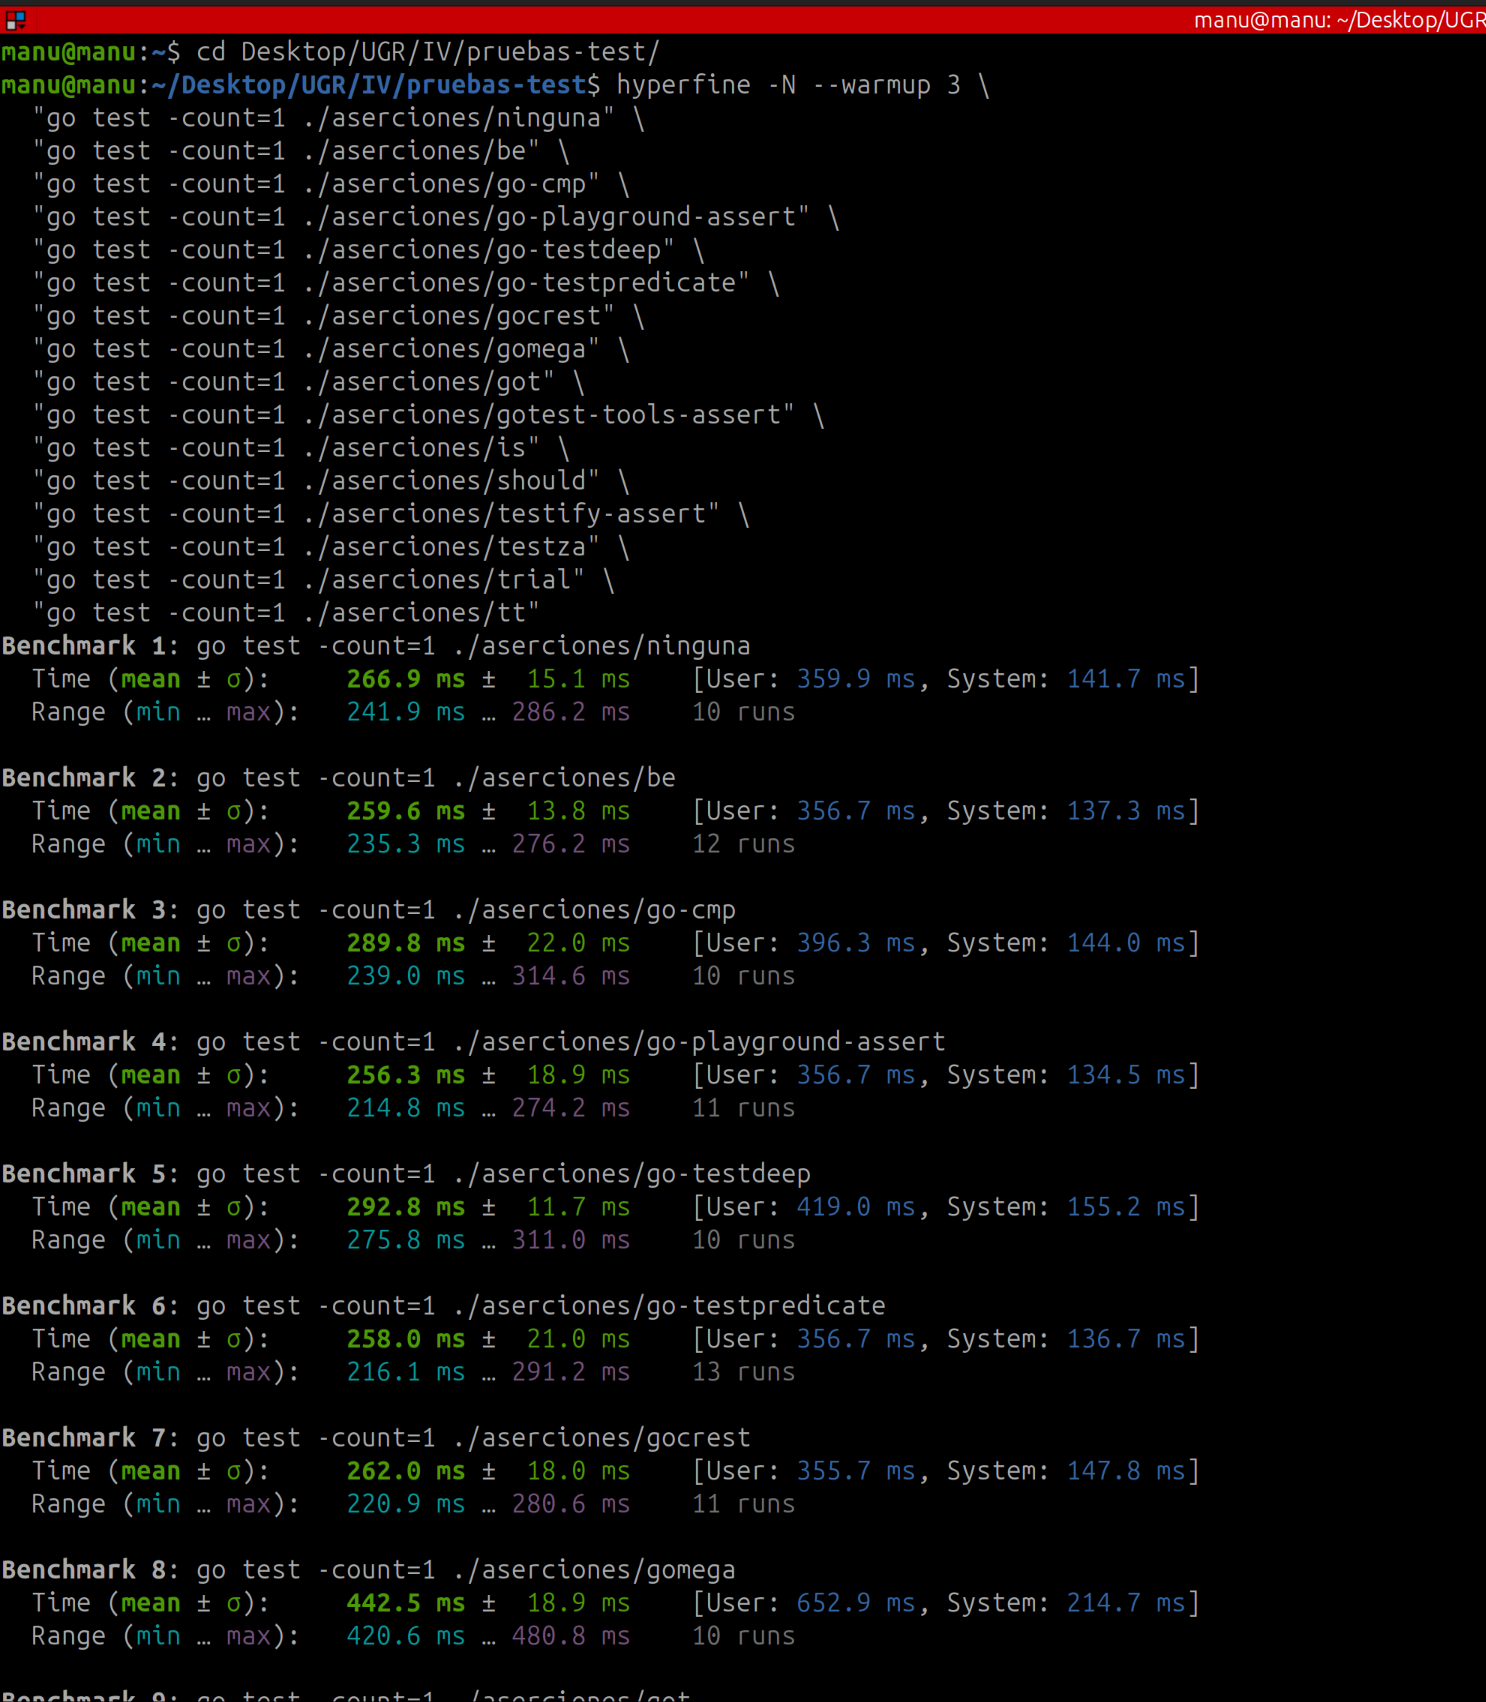 manu@manu: ~/Desktop/UGR
manu@manu:~$ cd Desktop/UGR/IV/pruebas-test/
manu@manu:~/Desktop/UGR/IV/pruebas-test$ hyperfine -N --warmup 3 \
"go test -count=1 ./aserciones/ninguna" \
"go test -count=1 ./aserciones/be" \
"go test -count=1 ./aserciones/go-cmp" \
"go test -count=1 ./aserciones/go-playground-assert" \
"go test -count=1 ./aserciones/go-testdeep" \
"go test -count=1 ./aserciones/go-testpredicate" \
"go test -count=1 ./aserciones/gocrest" \
"go test -count=1 ./aserciones/gomega" \
"go test -count=1 ./aserciones/got" \
"go test -count=1 ./aserciones/gotest-tools-assert" \
"go test -count=1 ./aserciones/is" \
"go test -count=1 ./aserciones/should" \
"go test -count=1 ./aserciones/testify-assert" \
"go test -count=1 ./aserciones/testza" \
"go test -count=1 ./aserciones/trial" \
"go test -count=1 ./aserciones/tt"
Benchmark 1: go test -count=1 ./aserciones/ninguna
Time (mean ± σ): 266.9 ms ± 15.1 ms [User: 359.9 ms, System: 141.7 ms]
Range (min … max): 241.9 ms … 286.2 ms 10 runs
Benchmark 2: go test -count=1 ./aserciones/be
Time (mean ± σ): 259.6 ms ± 13.8 ms [User: 356.7 ms, System: 137.3 ms]
Range (min … max): 235.3 ms … 276.2 ms 12 runs
Benchmark 3: go test -count=1 ./aserciones/go-cmp
Time (mean ± σ): 289.8 ms ± 22.0 ms [User: 396.3 ms, System: 144.0 ms]
Range (min … max): 239.0 ms … 314.6 ms 10 runs
Benchmark 4: go test -count=1 ./aserciones/go-playground-assert
Time (mean ± σ): 256.3 ms ± 18.9 ms [User: 356.7 ms, System: 134.5 ms]
Range (min … max): 214.8 ms … 274.2 ms 11 runs
Benchmark 5: go test -count=1 ./aserciones/go-testdeep
Time (mean ± σ): 292.8 ms ± 11.7 ms [User: 419.0 ms, System: 155.2 ms]
Range (min … max): 275.8 ms … 311.0 ms 10 runs
Benchmark 6: go test -count=1 ./aserciones/go-testpredicate
Time (mean ± σ): 258.0 ms ± 21.0 ms [User: 356.7 ms, System: 136.7 ms]
Range (min … max): 216.1 ms … 291.2 ms 13 runs
Benchmark 7: go test -count=1 ./aserciones/gocrest
Time (mean ± σ): 262.0 ms ± 18.0 ms [User: 355.7 ms, System: 147.8 ms]
Range (min … max): 220.9 ms … 280.6 ms 11 runs
Benchmark 8: go test -count=1 ./aserciones/gomega
Time (mean ± σ): 442.5 ms ± 18.9 ms [User: 652.9 ms, System: 214.7 ms]
Range (min … max): 420.6 ms … 480.8 ms 10 runs
Benchmark 9: go test -count=1 ./aserciones/got